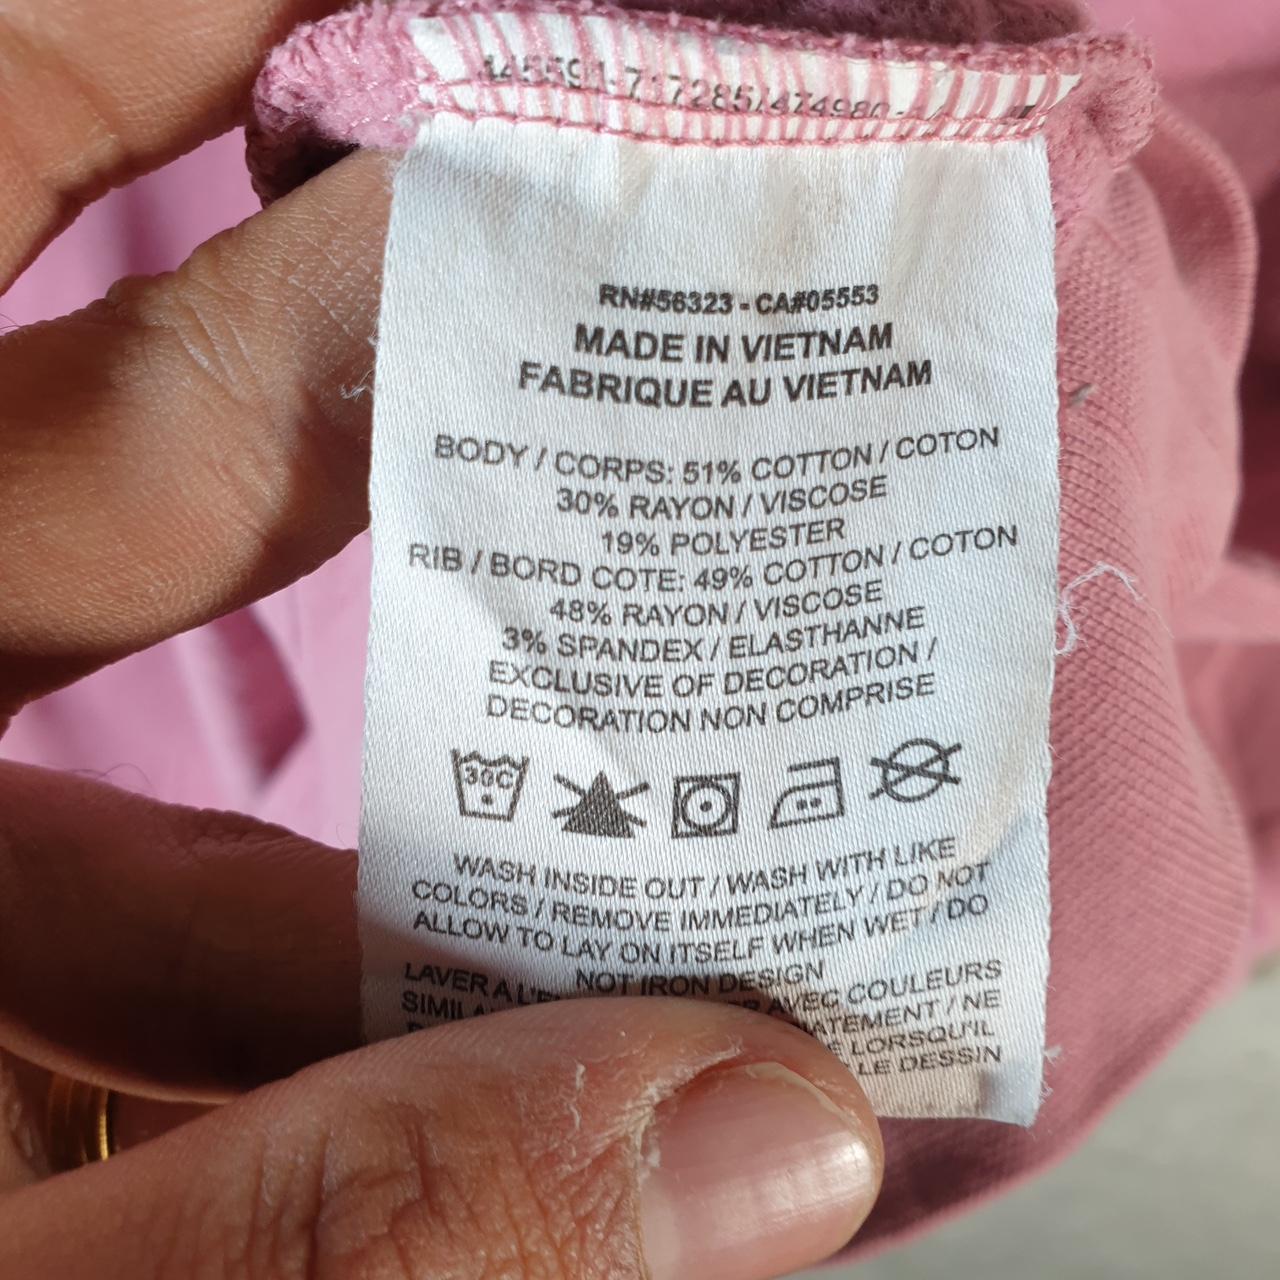 RN#56323 - CA#05553
MADE IN VIETNAM
FABRIQUE AU VIETNAM
BODY / CORPS: 51% COTTON / COTON
30% RAYON / VISCOSE
19% POLYESTER
RIB / BORD COTE: 49% COTTON / COTON
48% RAYON / VISCOSE
3% SPANDEX / ELASTHANNE
EXCLUSIVE OF DECORATION /
DECORATION NON COMPRISE
30C
WASH INSIDE OUT / WASH WITH LIKE
COLORS / REMOVE IMMEDIATELY / DO NOT
ALLOW TO LAY ON ITSELF WHEN WET / DO
NOT IRON DESIGN
LAVER A AVEC COULEURS
/ NE
LORSQU'IL
LE DESSIN